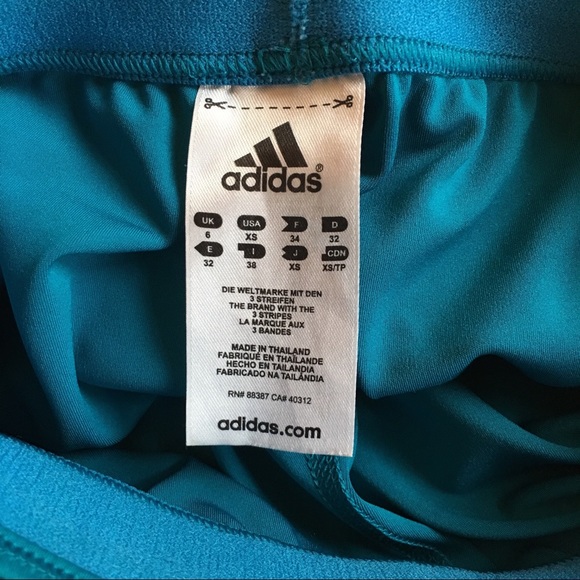 adidas®
UK USA F D
6 XS 34 32
E I J CDN
32 38 XS XS/TP
DIE WELTMARKE MIT DEN
3 STREIFEN
THE BRAND WITH THE
3 STRIPES
LA MARQUE AUX
3 BANDES
MADE IN THAILAND
FABRIQUÉ EN THAÏLANDE
HECHO EN TAILANDIA
FABRICADO NA TAILÂNDIA
RN# 88387 CA# 40312
adidas.com